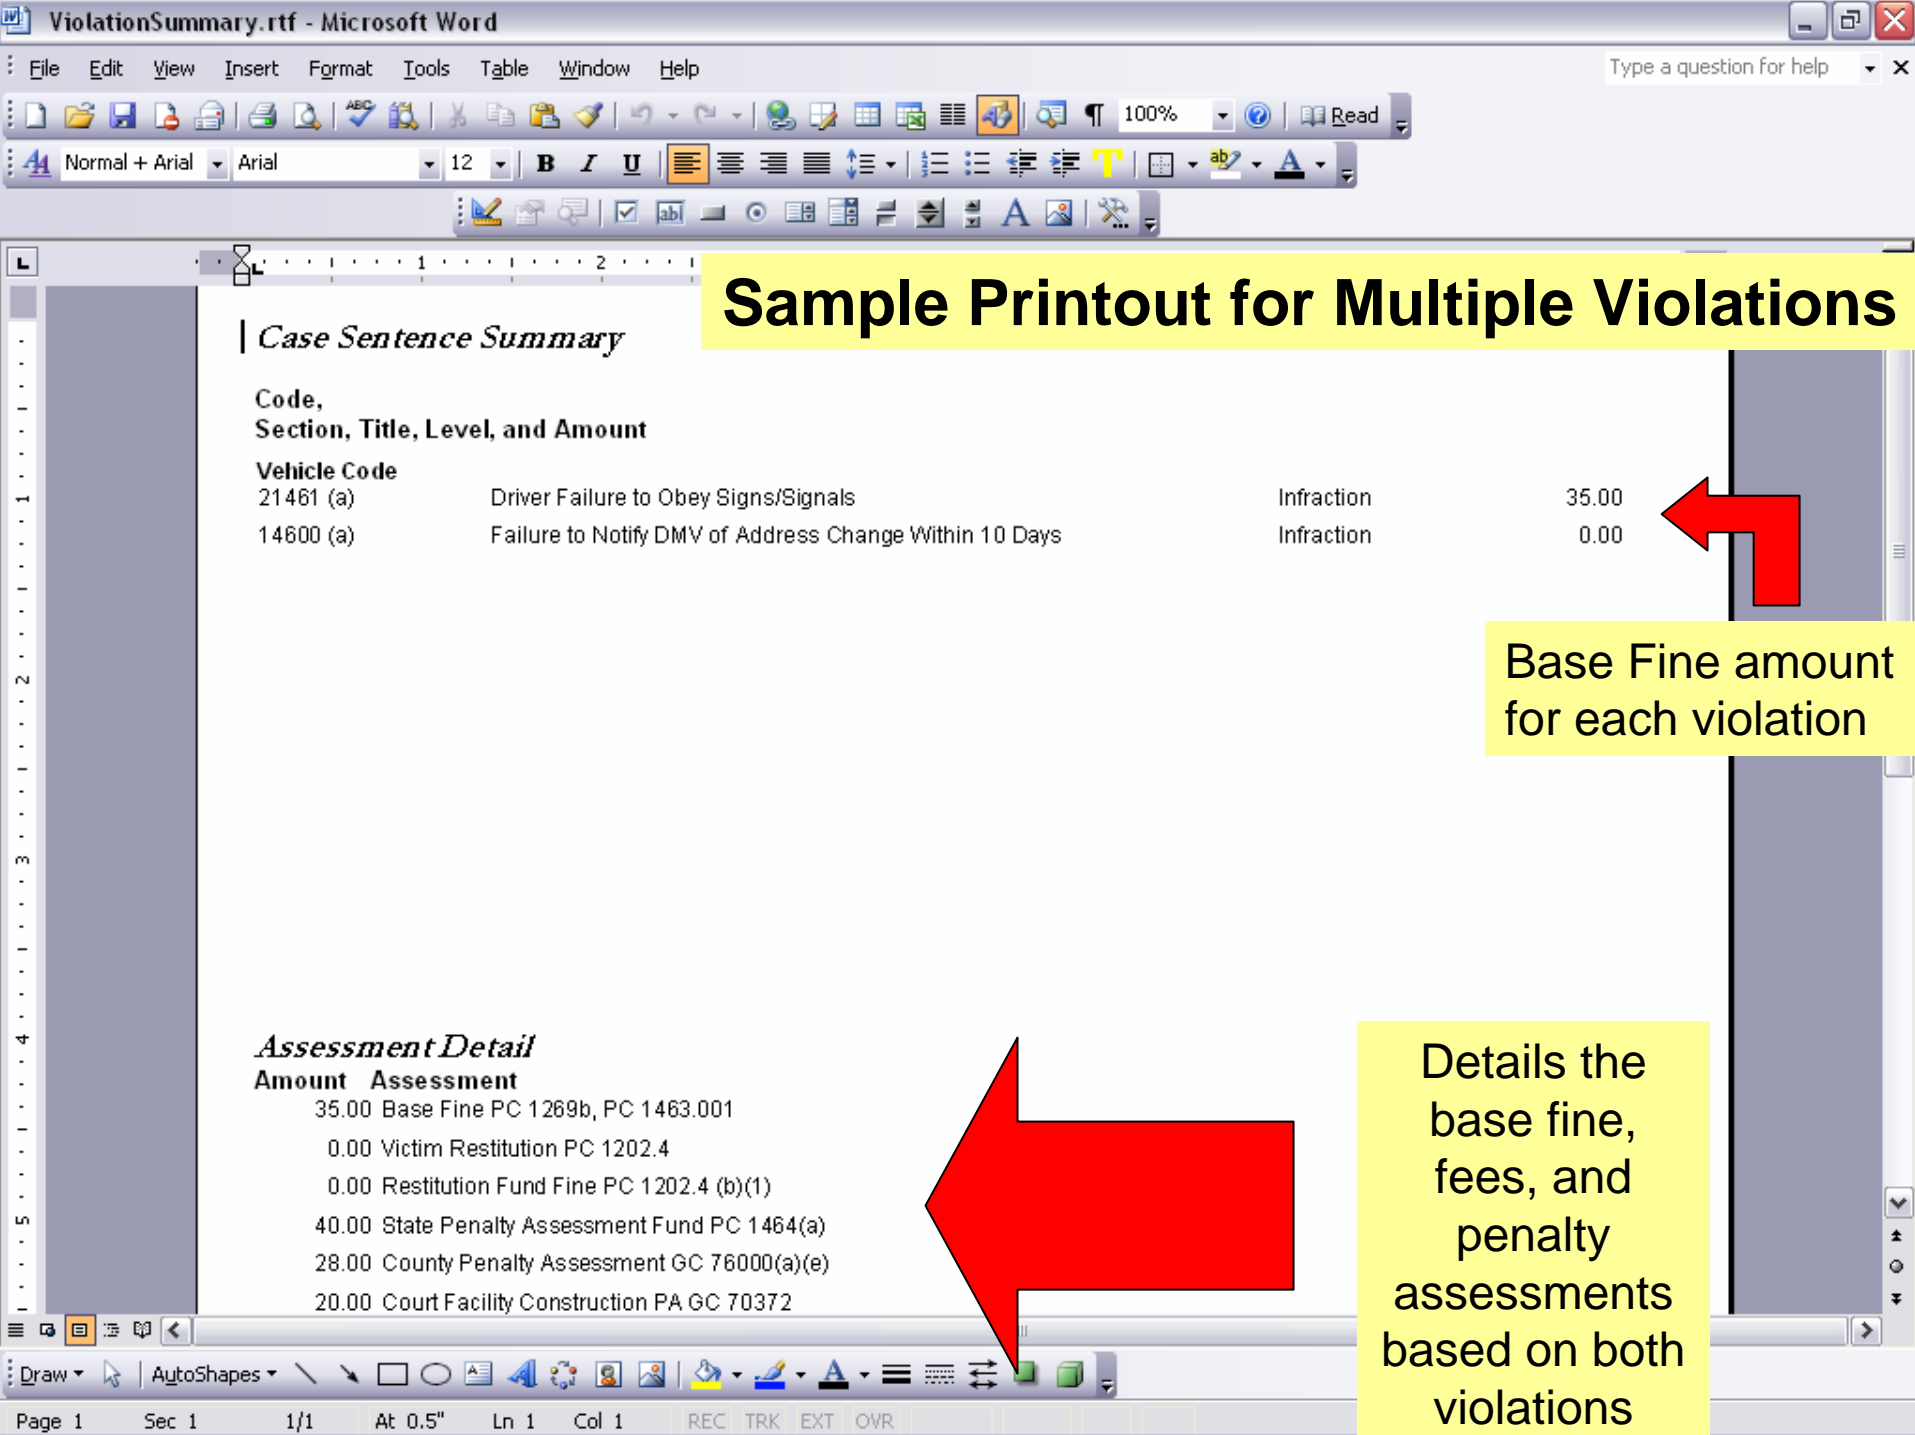 ViolationSummary.rtf - Microsoft Word
File Edit View Insert Format Tools Table Window Help
Type a question for help
100%
Read
Normal + Arial Arial 12 B I U
1 2
Sample Printout for Multiple Violations
Case Sentence Summary
Code,
Section, Title, Level, and Amount
Vehicle Code
21461 (a) Driver Failure to Obey Signs/Signals Infraction 35.00
14600 (a) Failure to Notify DMV of Address Change Within 10 Days Infraction 0.00
Base Fine amount
for each violation
Assessment Detail
Amount Assessment
35.00 Base Fine PC 1269b, PC 1463.001
0.00 Victim Restitution PC 1202.4
0.00 Restitution Fund Fine PC 1202.4 (b)(1)
40.00 State Penalty Assessment Fund PC 1464(a)
28.00 County Penalty Assessment GC 76000(a)(e)
20.00 Court Facility Construction PA GC 70372
Details the
base fine,
fees, and
penalty
assessments
based on both
violations
1
2
3
4
5
Draw AutoShapes
Page 1 Sec 1 1/1 At 0.5" Ln 1 Col 1 REC TRK EXT OVR